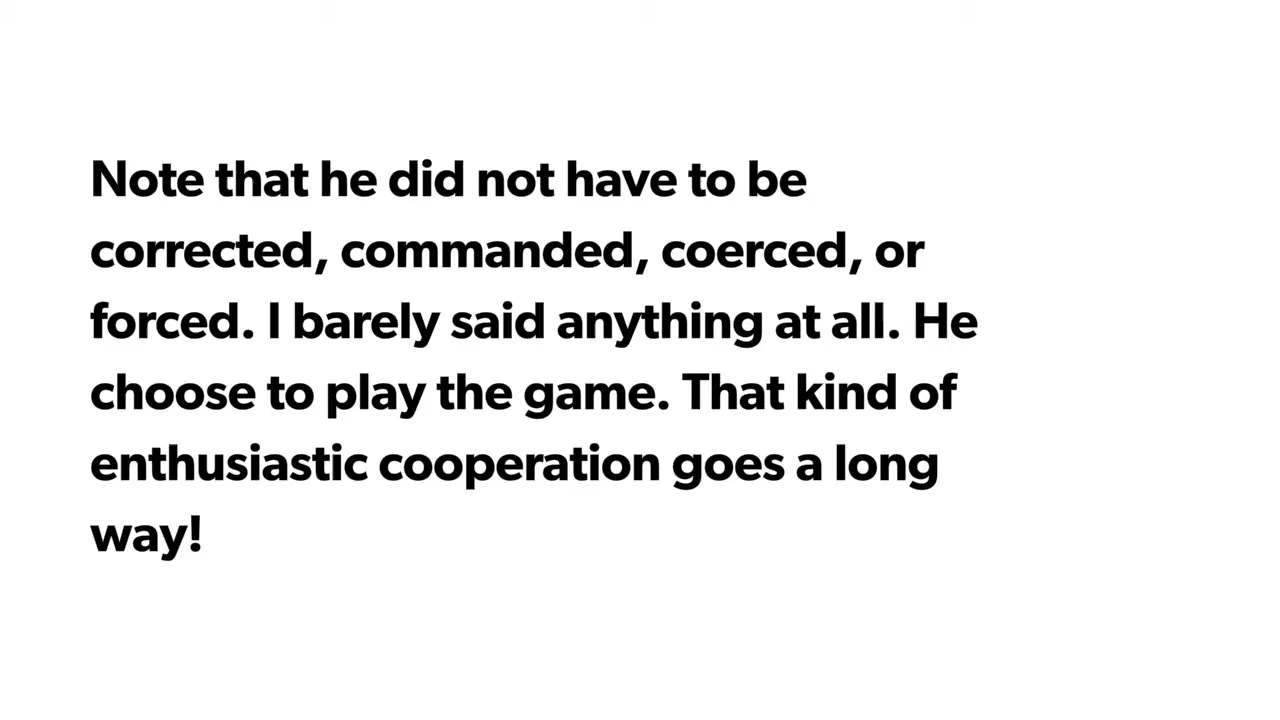 Note that he did not have to be
corrected, commanded, coerced, or
forced. I barely said anything at all. He
choose to play the game. That kind of
enthusiastic cooperation goes a long
way!